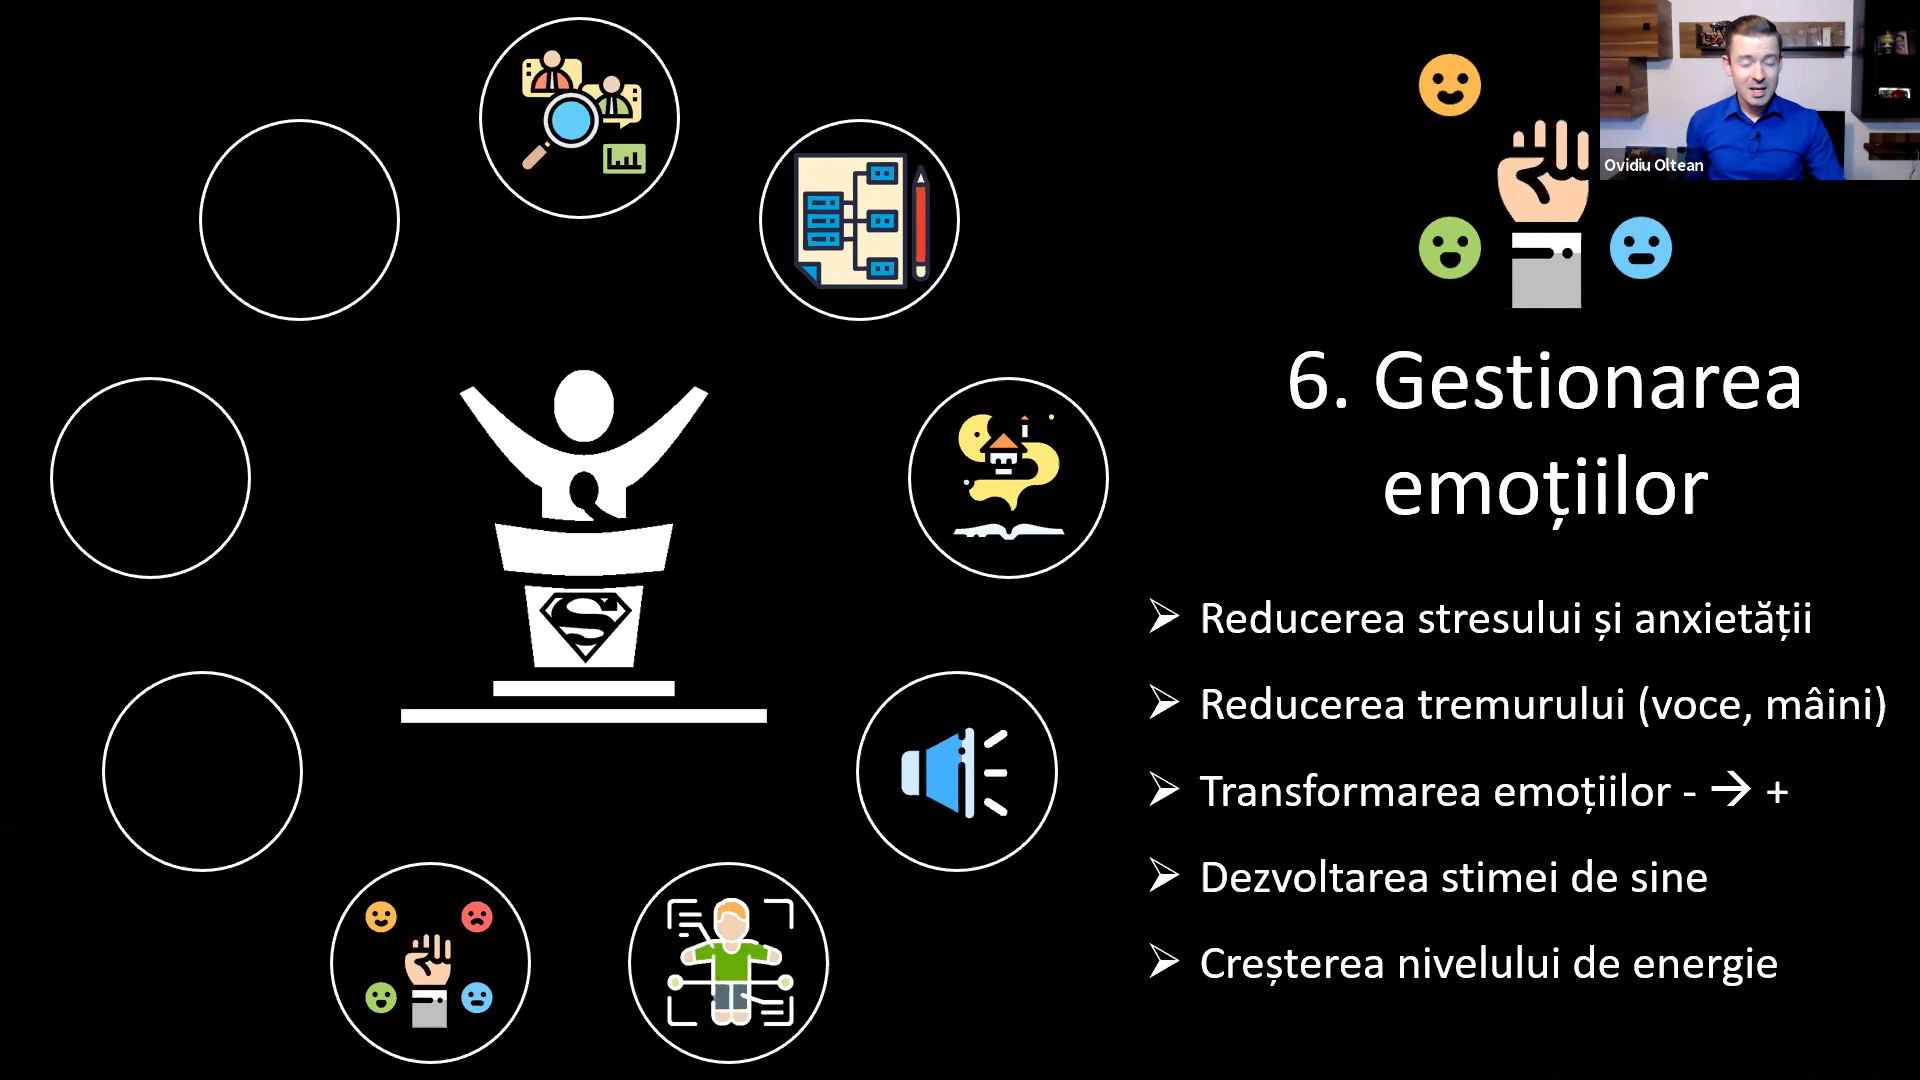 Ovidiu Oltean
6. Gestionarea
emoțiilor
➢ Reducerea stresului și anxietății
➢ Reducerea tremurului (voce, mâini)
➢ Transformarea emoțiilor - → +
➢ Dezvoltarea stimei de sine
➢ Creșterea nivelului de energie
S